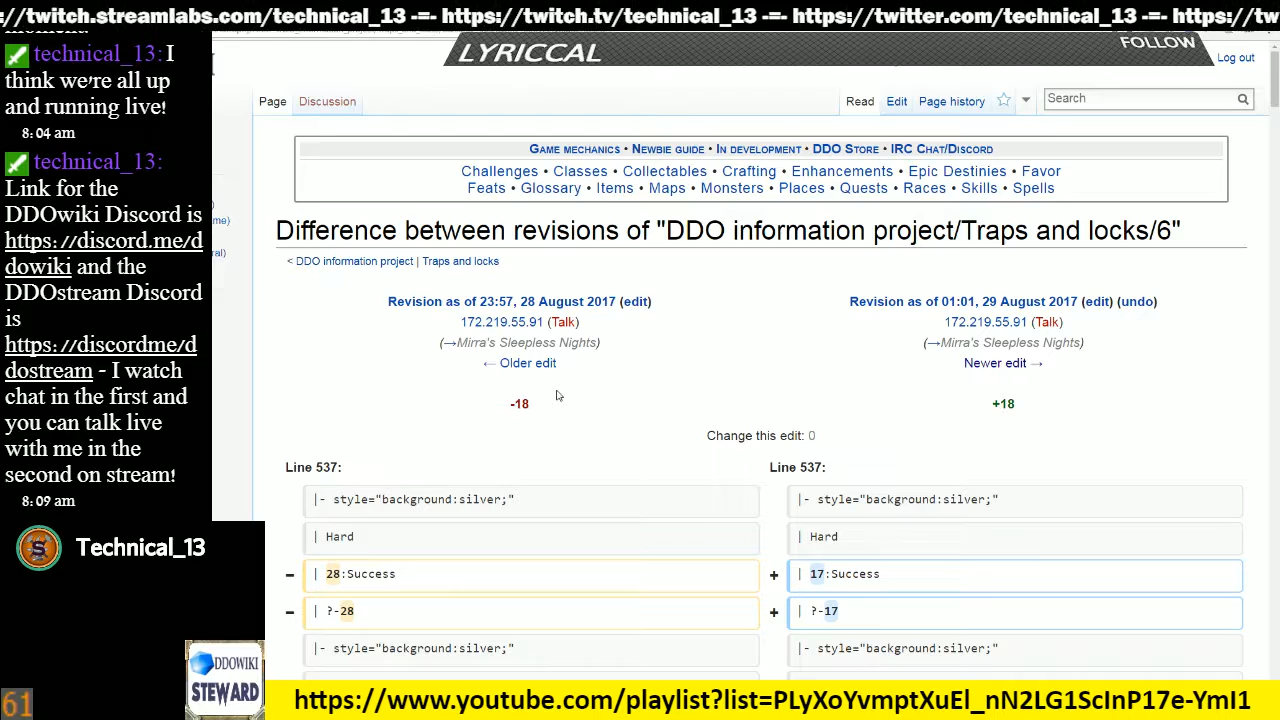 ://twitch.streamlabs.com/technical_13 -=- https://twitch.tv/technical_13 -=- https://twitter.com/technical_13 -=- https://tw
technical_13: I
think we're all up
and running live!
8:04 am
technical_13:
Link for the
DDOwiki Discord is
https://discord.me/d
dowiki and the
DDOstream Discord
is
https://discordme/d
dostream - I watch
chat in the first and
you can talk live
with me in the
second on stream!
8:09 am
Technical_13
DDOWIKI
STEWARD
61
LYRICCAL
FOLLOW
Log out
Page Discussion Read Edit Page history Search
Game mechanics • Newbie guide • In development • DDO Store • IRC Chat/Discord
Challenges • Classes • Collectables • Crafting • Enhancements • Epic Destinies • Favor
Feats • Glossary • Items • Maps • Monsters • Places • Quests • Races • Skills • Spells
Difference between revisions of "DDO information project/Traps and locks/6"
< DDO information project | Traps and locks
Revision as of 23:57, 28 August 2017 (edit)
172.219.55.91 (Talk)
(→Mirra's Sleepless Nights)
← Older edit
-18
Revision as of 01:01, 29 August 2017 (edit) (undo)
172.219.55.91 (Talk)
(→Mirra's Sleepless Nights)
Newer edit →
+18
Change this edit: 0
Line 537: Line 537:
|- style="background:silver;" |- style="background:silver;"
| Hard | Hard
− | 28:Success + | 17:Success
− | ?-28 + | ?-17
|- style="background:silver;" |- style="background:silver;"
https://www.youtube.com/playlist?list=PLyXoYvmptXuEl_nN2LG1ScInP17e-YmI1